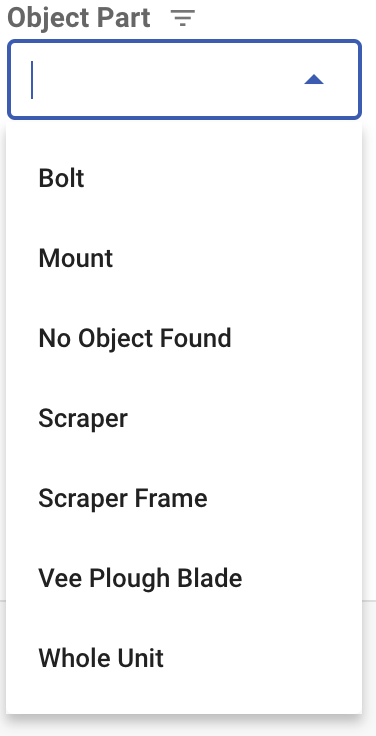 Object Part
Bolt
Mount
No Object Found
Scraper
Scraper Frame
Vee Plough Blade
Whole Unit